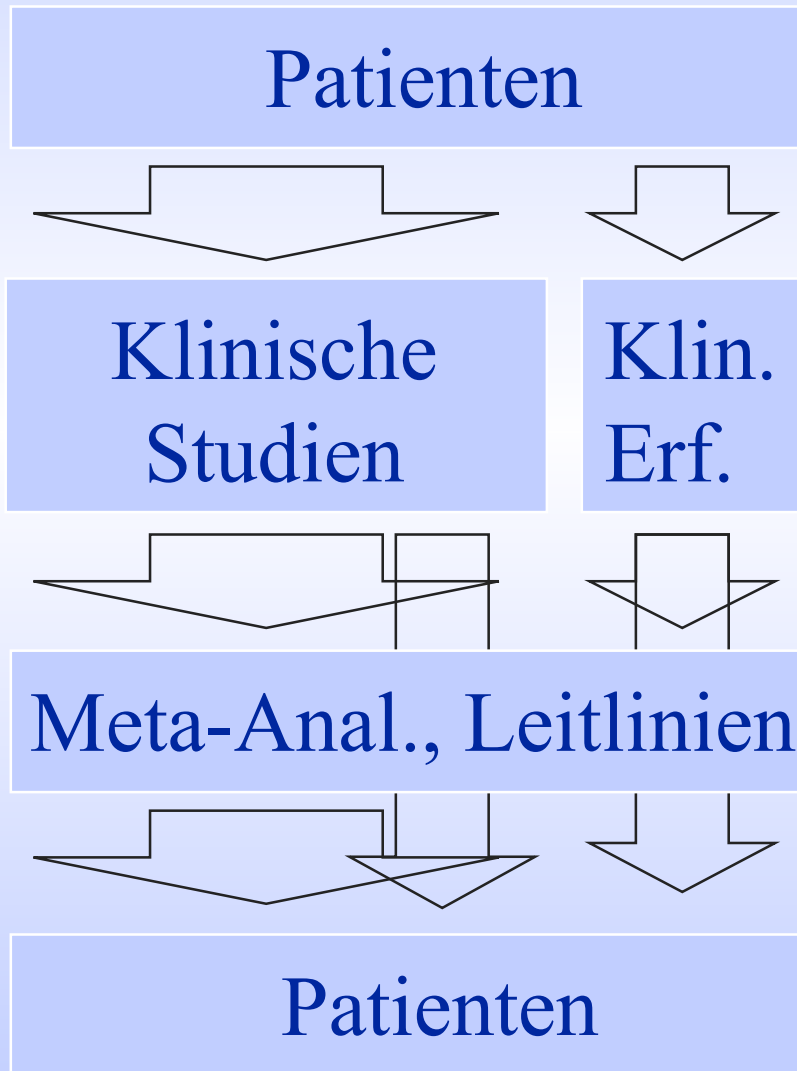 Patienten
Klinische
Studien
Klin.
Erf.
Meta-Anal., Leitlinien
Patienten